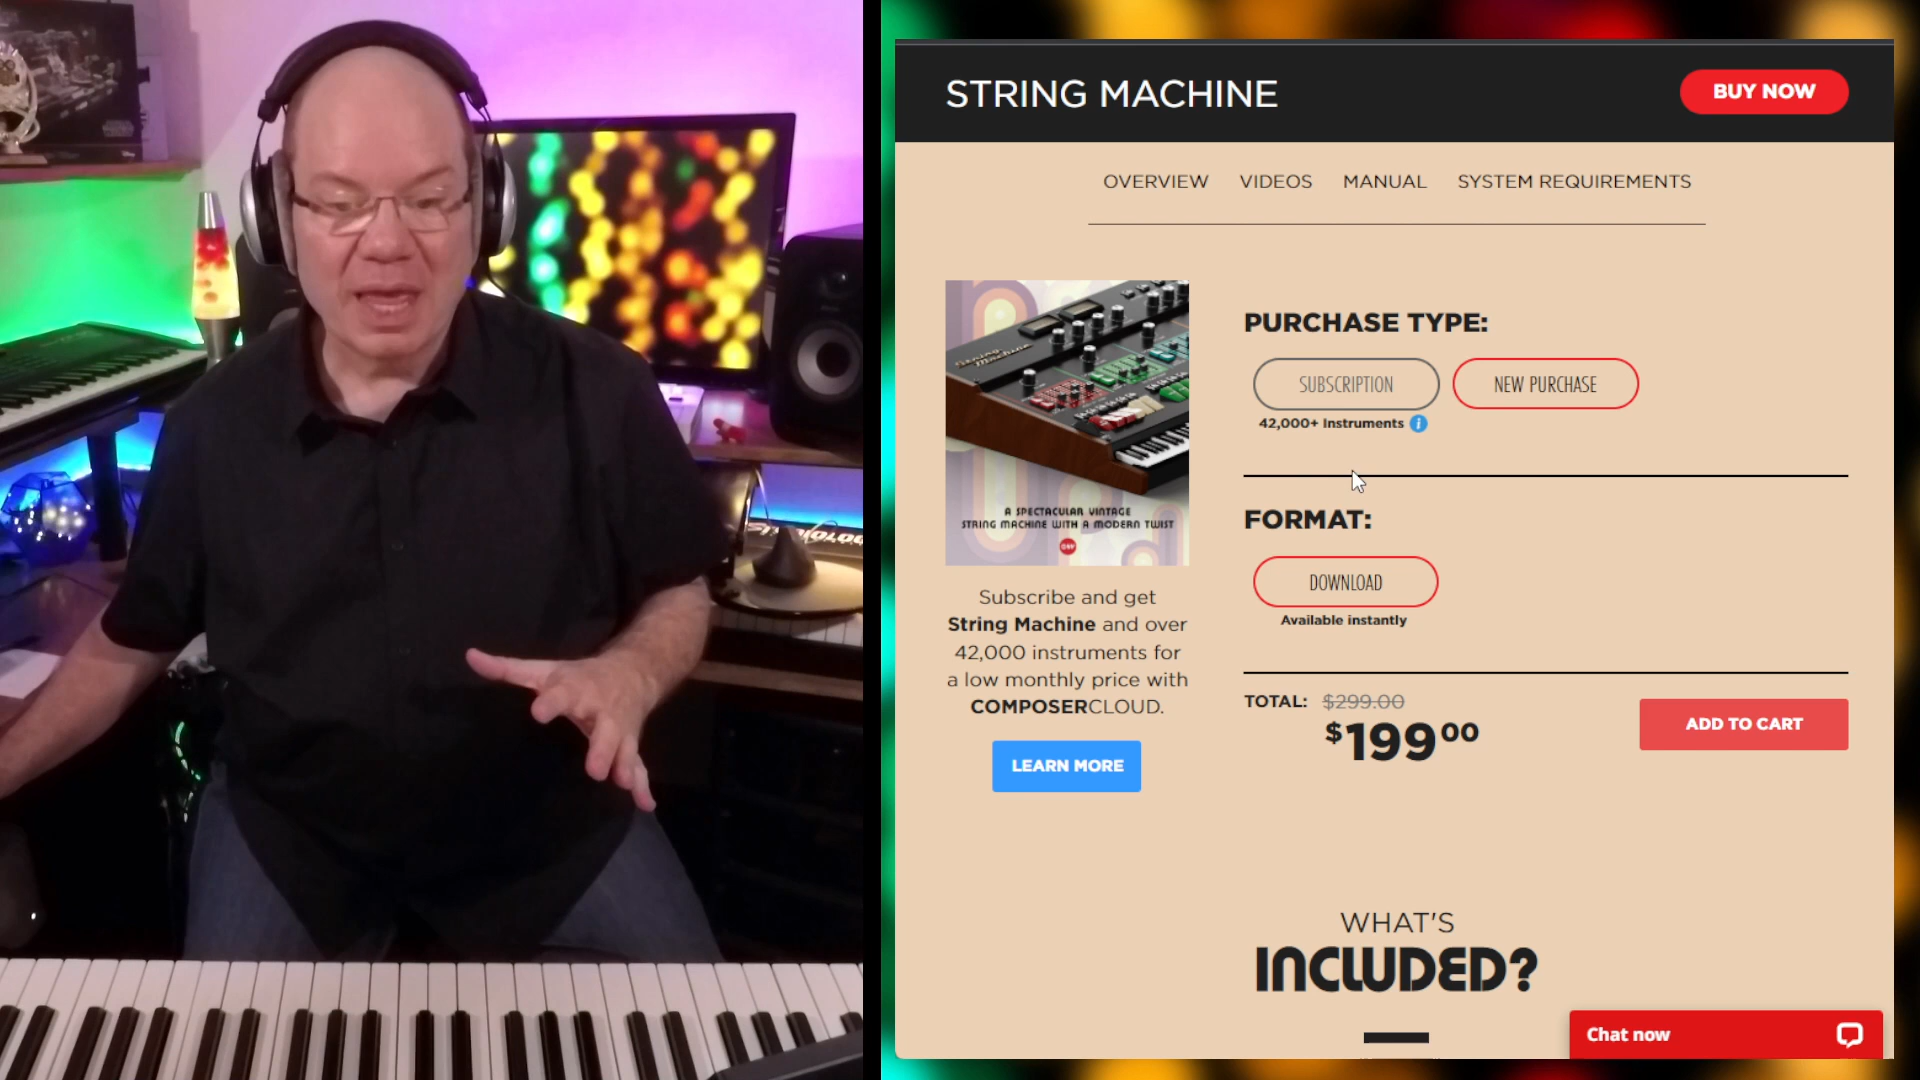 STRING MACHINE
BUY NOW
OVERVIEW VIDEOS MANUAL SYSTEM REQUIREMENTS
A SPECTACULAR VINTAGE
STRING MACHINE WITH A MODERN TWIST
Subscribe and get
String Machine and over
42,000 instruments for
a low monthly price with
COMPOSERCLOUD.
LEARN MORE
PURCHASE TYPE:
SUBSCRIPTION NEW PURCHASE
42,000+ Instruments i
FORMAT:
DOWNLOAD
Available instantly
TOTAL: $299.00
$199 00
ADD TO CART
WHAT'S
INCLUDED?
Chat now